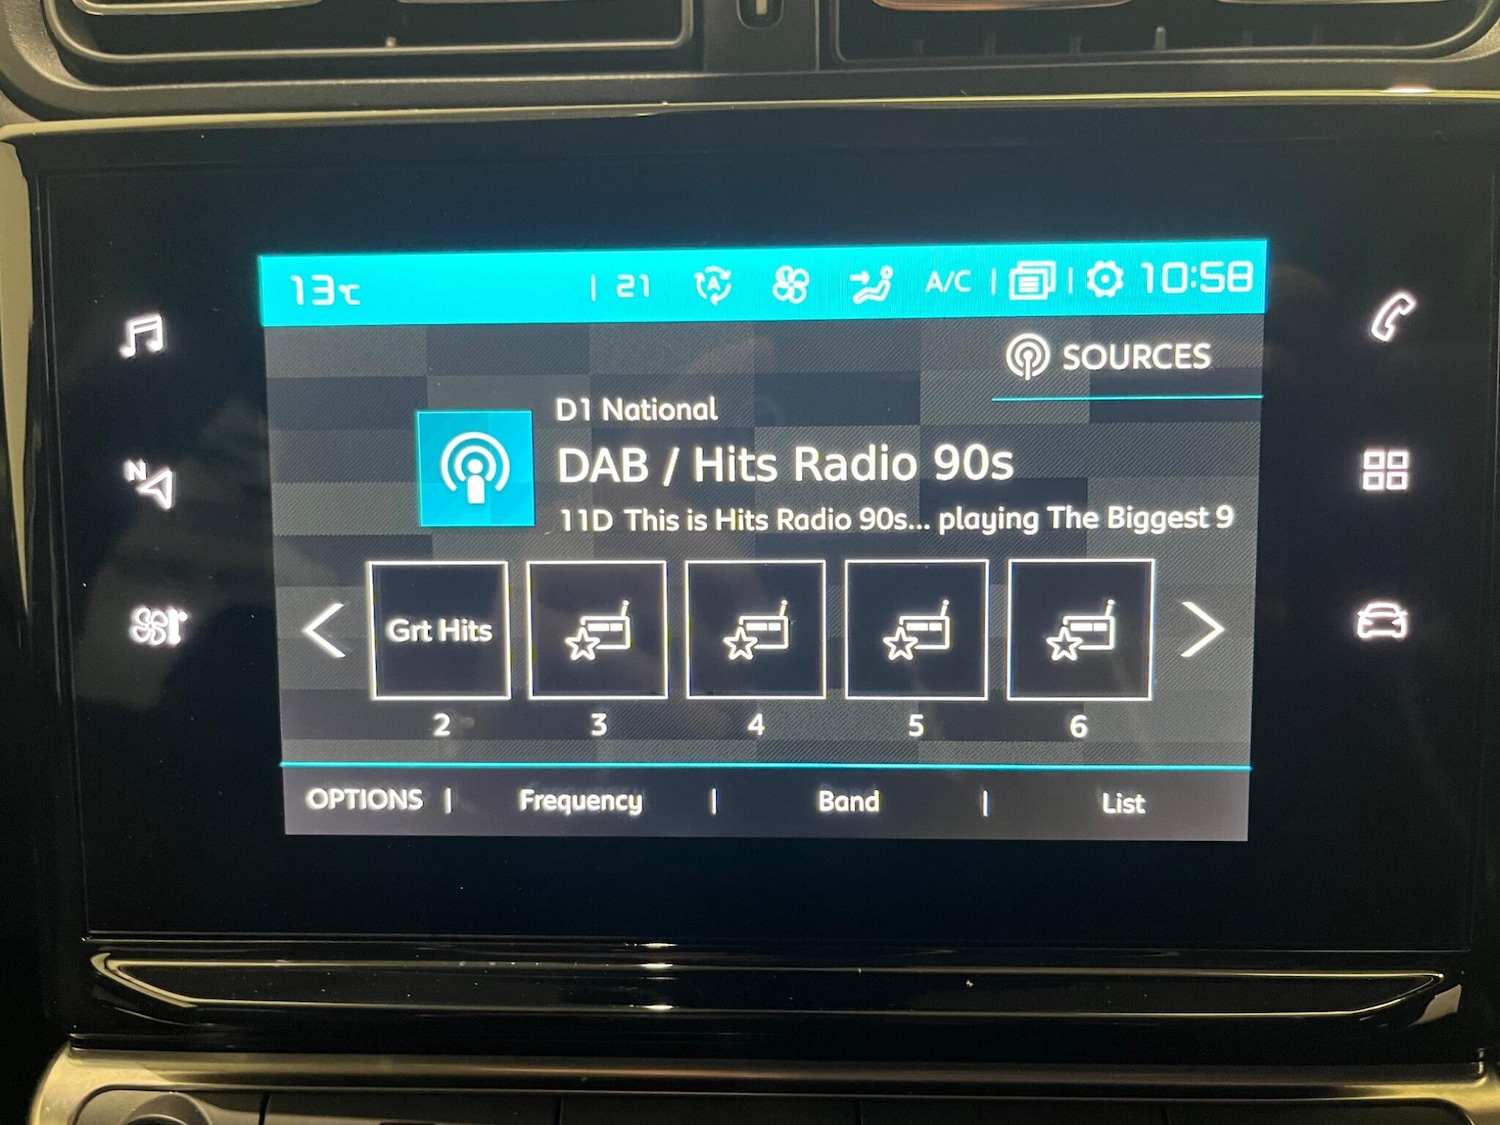 13℃ | 21 A/C | | 10:58
SOURCES
D1 National
DAB / Hits Radio 90s
11D This is Hits Radio 90s... playing The Biggest 9
N
Grt Hits
2 3 4 5 6
OPTIONS | Frequency | Band | List